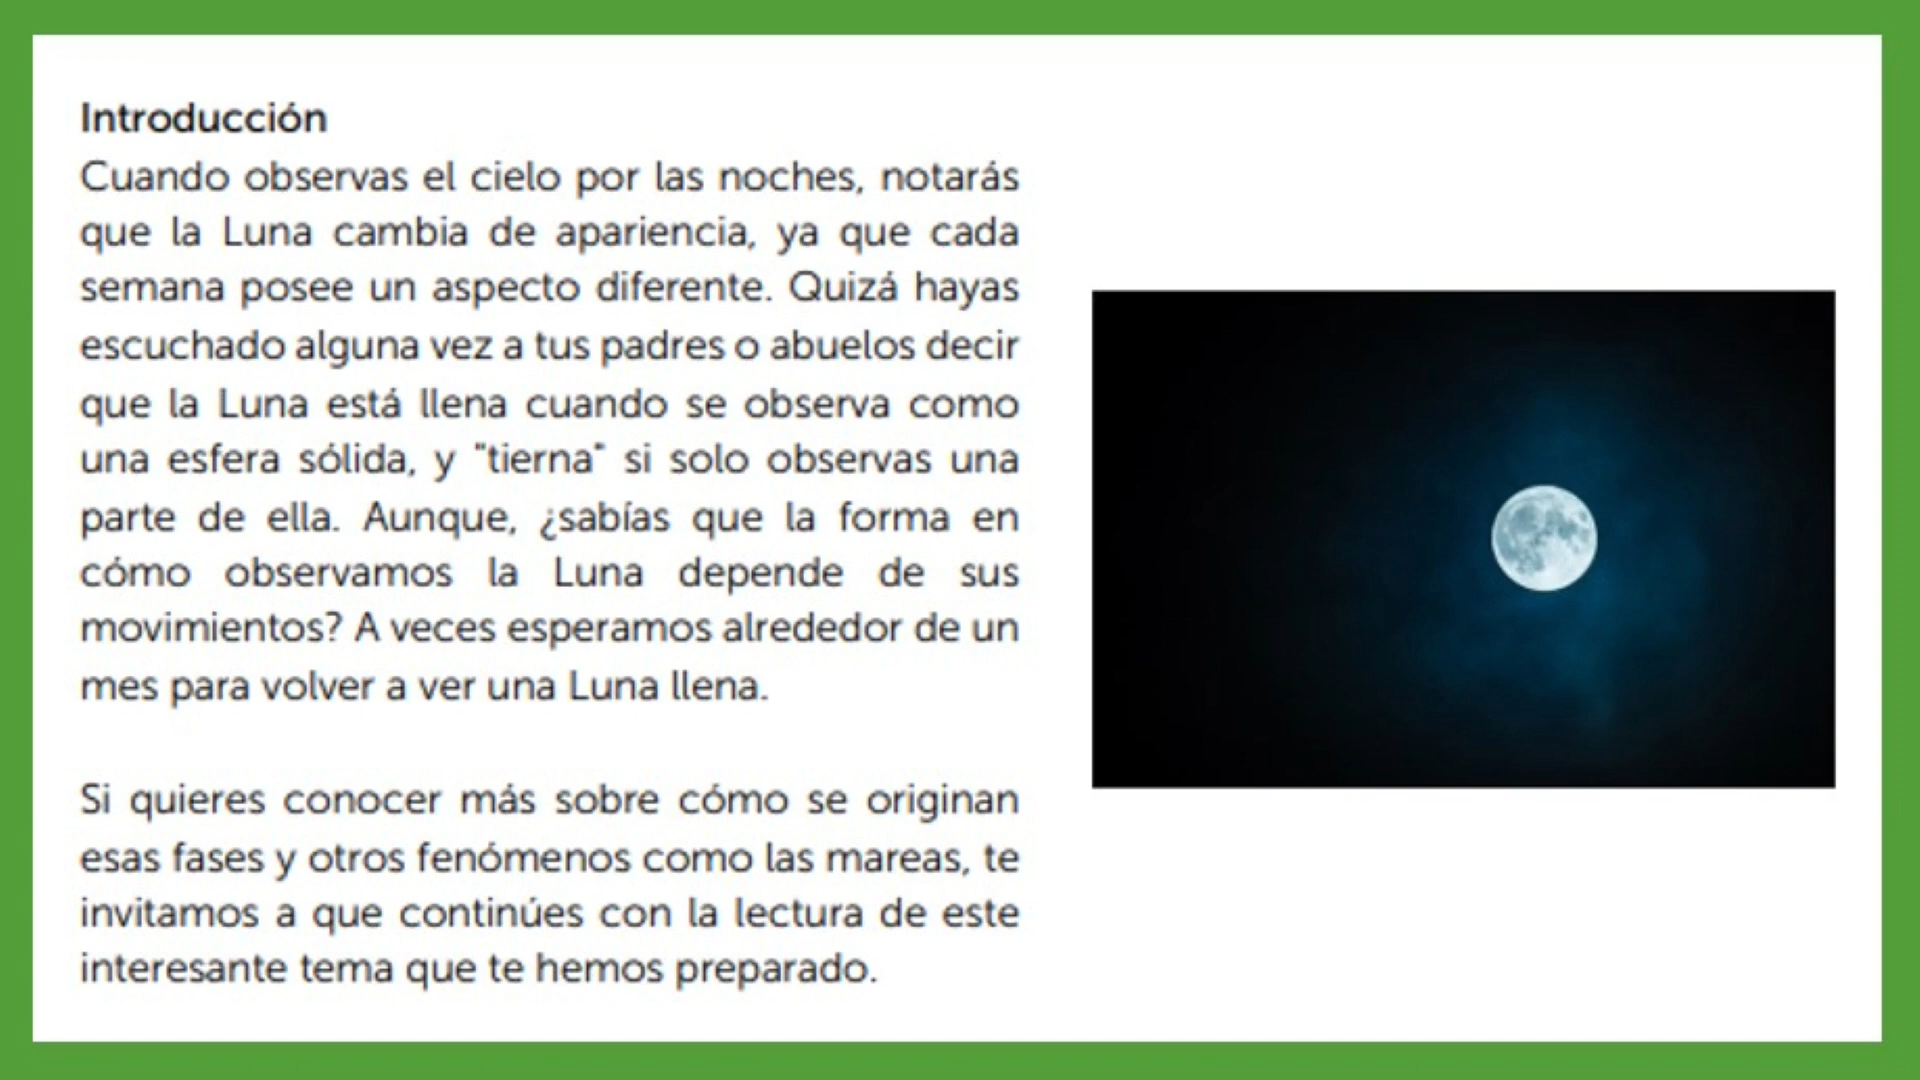 Introducción
Cuando observas el cielo por las noches, notarás
que la Luna cambia de apariencia, ya que cada
semana posee un aspecto diferente. Quizá hayas
escuchado alguna vez a tus padres o abuelos decir
que la Luna está llena cuando se observa como
una esfera sólida, y "tierna" si solo observas una
parte de ella. Aunque, ¿sabías que la forma en
cómo observamos la Luna depende de sus
movimientos? A veces esperamos alrededor de un
mes para volver a ver una Luna llena.
Si quieres conocer más sobre cómo se originan
esas fases y otros fenómenos como las mareas, te
invitamos a que continúes con la lectura de este
interesante tema que te hemos preparado.